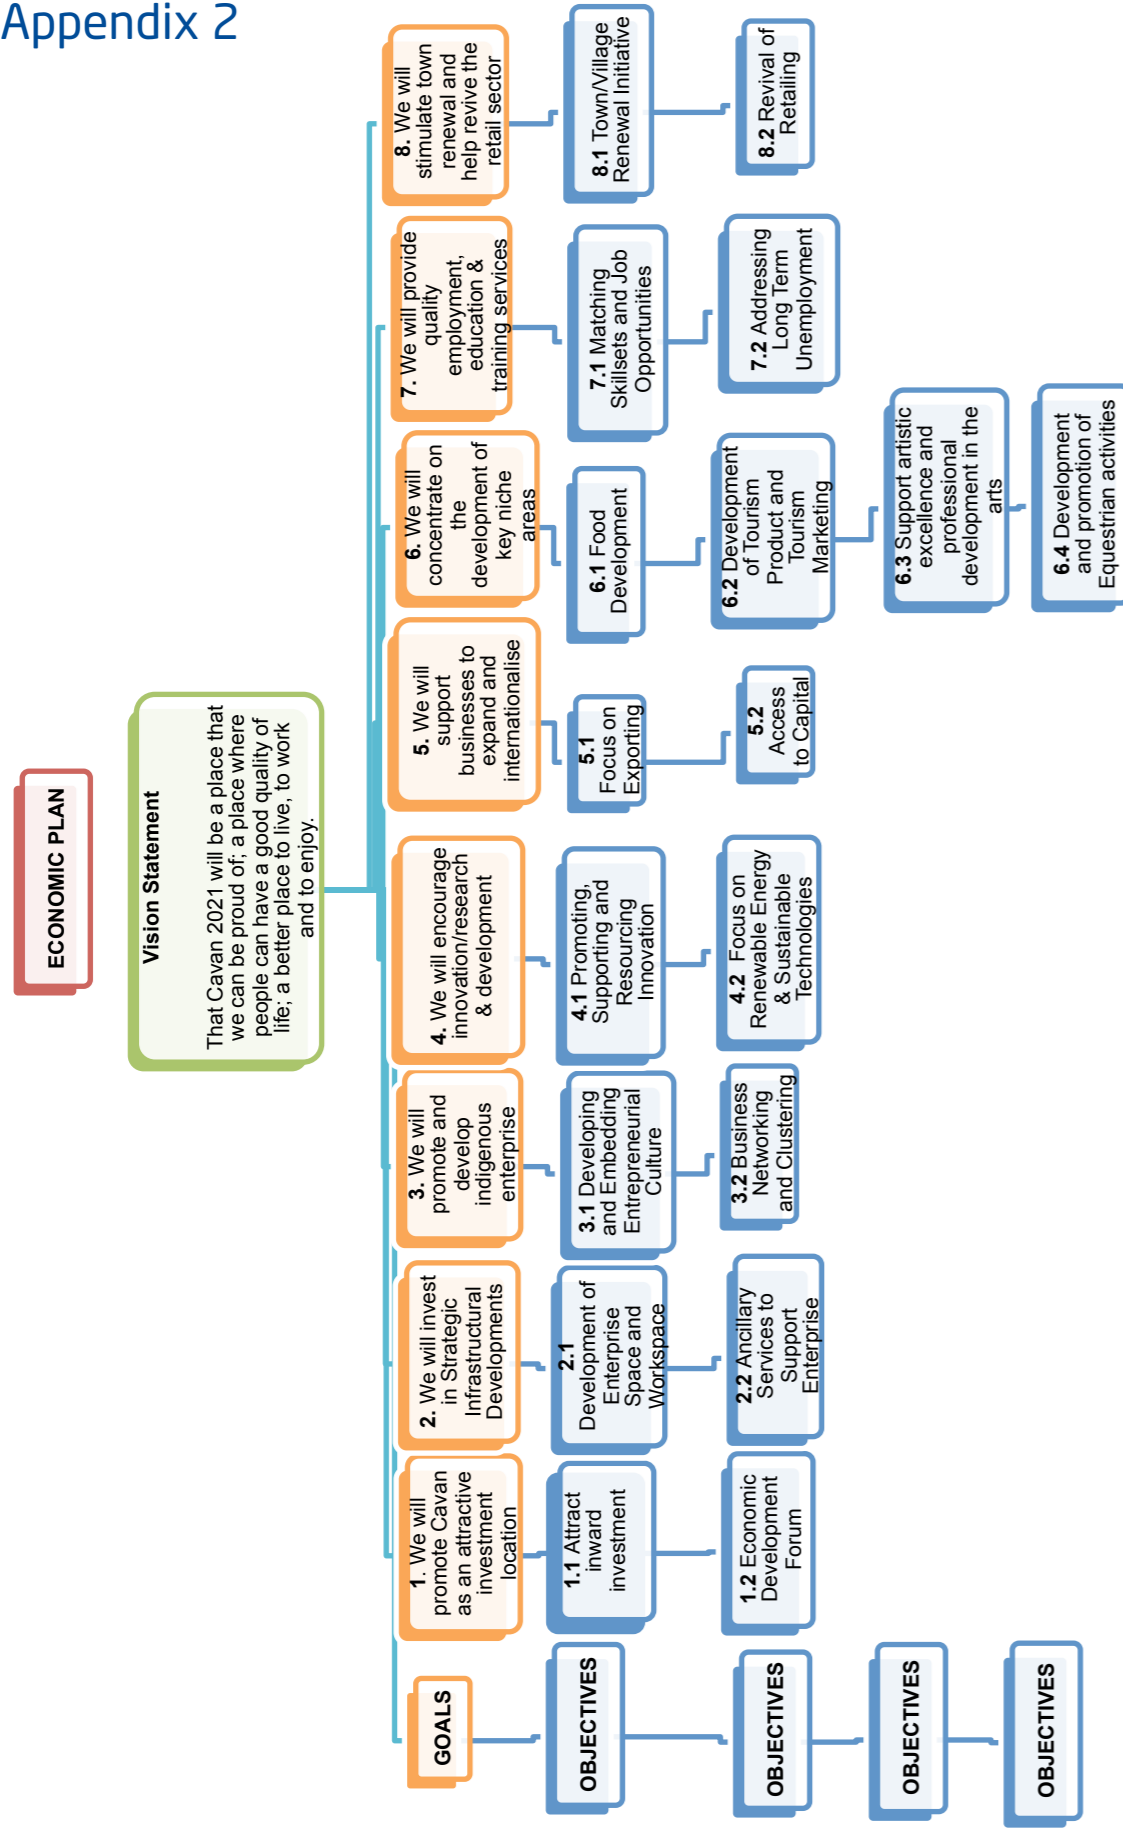 Appendix 2
ECONOMIC PLAN
Vision Statement
That Cavan 2021 will be a place that
we can be proud of; a place where
people can have a good quality of
life; a better place to live, to work
and to enjoy.
GOALS
1. We will
promote Cavan
as an attractive
investment
location
2. We will invest
in Strategic
Infrastructural
Developments
3. We will
promote and
develop
indigenous
enterprise
4. We will encourage
innovation/research
& development
5. We will
support
businesses to
expand and
internationalise
6. We will
concentrate on
the
development of
key niche
areas
7. We will provide
quality
employment,
education &
training services
8. We will
stimulate town
renewal and
help revive the
retail sector
OBJECTIVES
1.1 Attract
inward
investment
2.1
Development of
Enterprise
Space and
Workspace
3.1 Developing
and Embedding
Entrepreneurial
Culture
4.1 Promoting,
Supporting and
Resourcing
Innovation
5.1
Focus on
Exporting
6.1 Food
Development
7.1 Matching
Skillsets and Job
Opportunities
8.1 Town/Village
Renewal Initiative
OBJECTIVES
1.2 Economic
Development
Forum
2.2 Ancillary
Services to
Support
Enterprise
3.2 Business
Networking
and Clustering
4.2 Focus on
Renewable Energy
& Sustainable
Technologies
5.2
Access
to Capital
6.2 Development
of Tourism
Product and
Tourism
Marketing
7.2 Addressing
Long Term
Unemployment
8.2 Revival of
Retailing
OBJECTIVES
6.3 Support artistic
excellence and
professional
development in the
arts
OBJECTIVES
6.4 Development
and promotion of
Equestrian activities